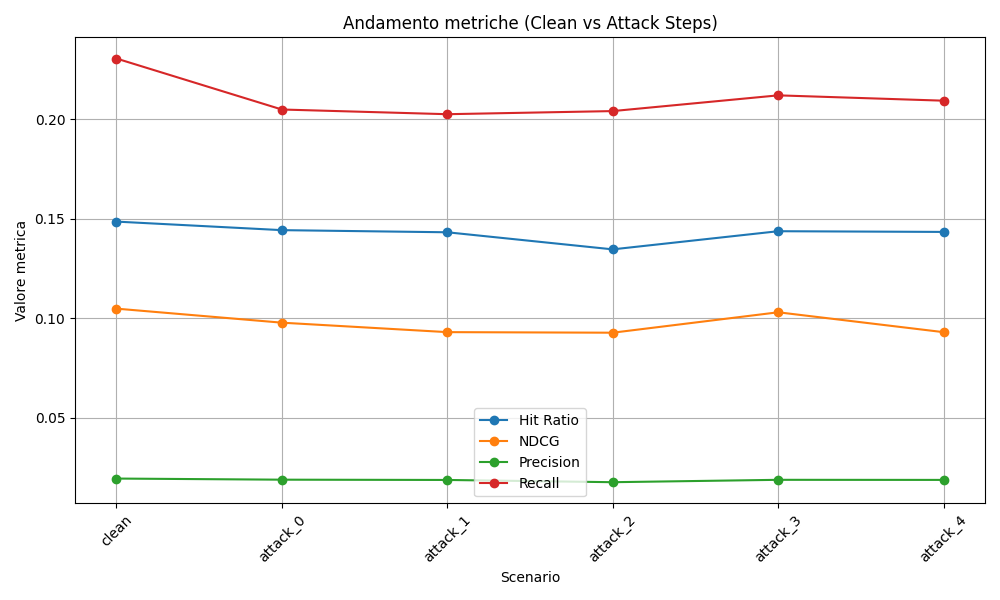 Andamento metriche (Clean vs Attack Steps)
Valore metrica
0.20
0.15
0.10
0.05
Hit Ratio
NDCG
Precision
Recall
clean
attack_0
attack_1
attack_2
attack_3
attack_4
Scenario